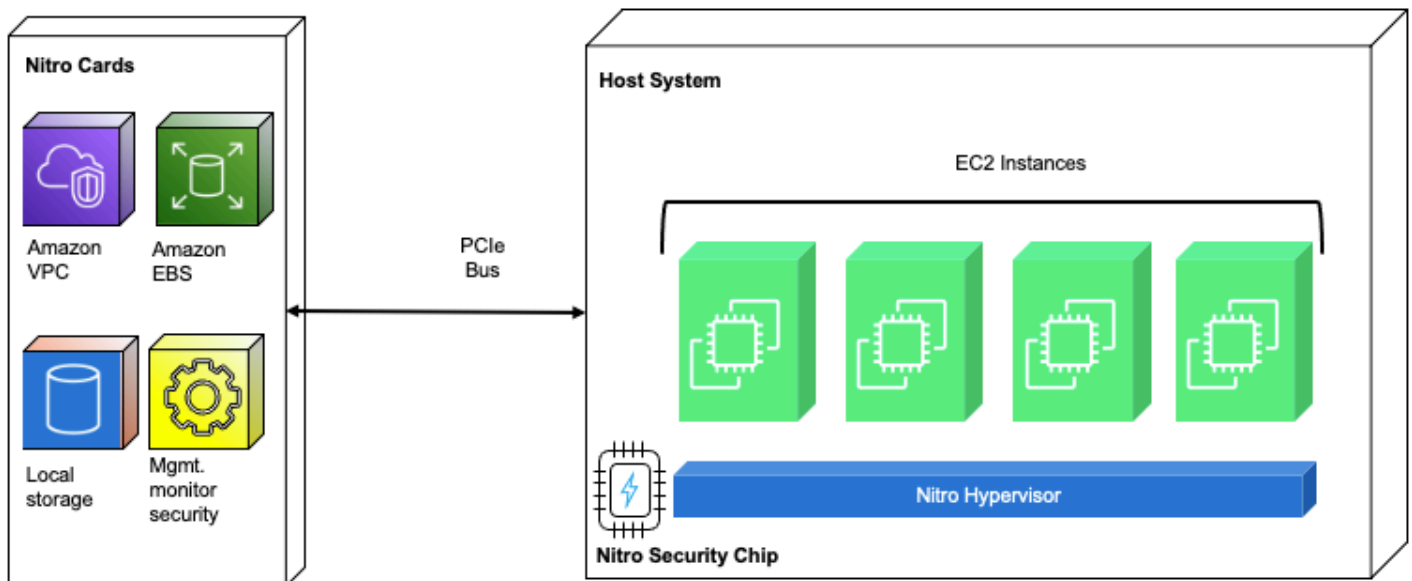 Nitro Cards
Amazon
VPC
Amazon
EBS
Local
storage
Mgmt.
monitor
security
PCIe
Bus
Host System
EC2 Instances
Nitro Hypervisor
Nitro Security Chip